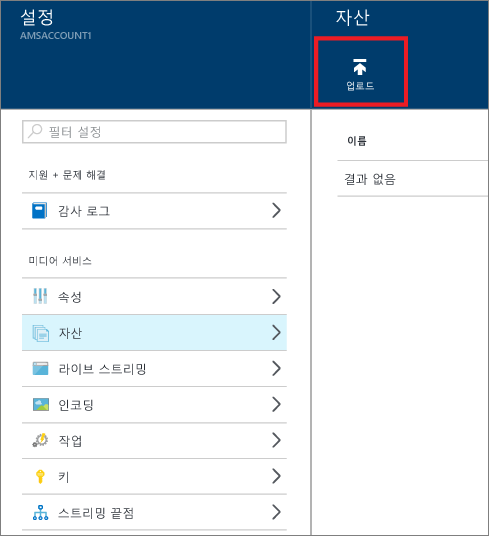 설정
AMSACCOUNT1
필터 설정
지원 + 문제 해결
감사 로그
미디어 서비스
속성
자산
라이브 스트리밍
인코딩
작업
키
스트리밍 끝점
자산
업로드
이름
결과 없음